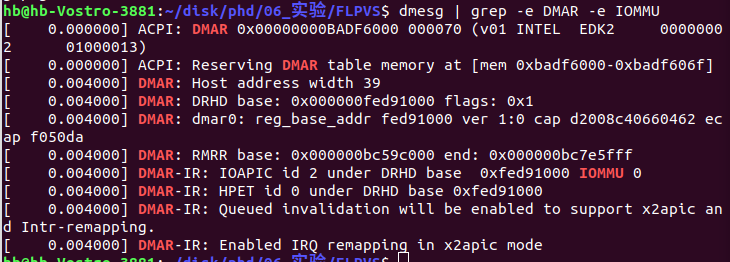 hb@hb-Vostro-3881:~/disk/phd/06_实验/FLPVS$ dmesg | grep -e DMAR -e IOMMU
[    0.000000] ACPI: DMAR 0x00000000BADF6000 000070 (v01 INTEL  EDK2     0000000
2      01000013)
[    0.000000] ACPI: Reserving DMAR table memory at [mem 0xbadf6000-0xbadf606f]
[    0.004000] DMAR: Host address width 39
[    0.004000] DMAR: DRHD base: 0x000000fed91000 flags: 0x1
[    0.004000] DMAR: dmar0: reg_base_addr fed91000 ver 1:0 cap d2008c40660462 ec
ap f050da
[    0.004000] DMAR: RMRR base: 0x000000bc59c000 end: 0x000000bc7e5fff
[    0.004000] DMAR-IR: IOAPIC id 2 under DRHD base  0xfed91000 IOMMU 0
[    0.004000] DMAR-IR: HPET id 0 under DRHD base 0xfed91000
[    0.004000] DMAR-IR: Queued invalidation will be enabled to support x2apic an
d Intr-remapping.
[    0.004000] DMAR-IR: Enabled IRQ remapping in x2apic mode
hb@hb-Vostro-3881:~/disk/phd/06_实验/FLPVS$